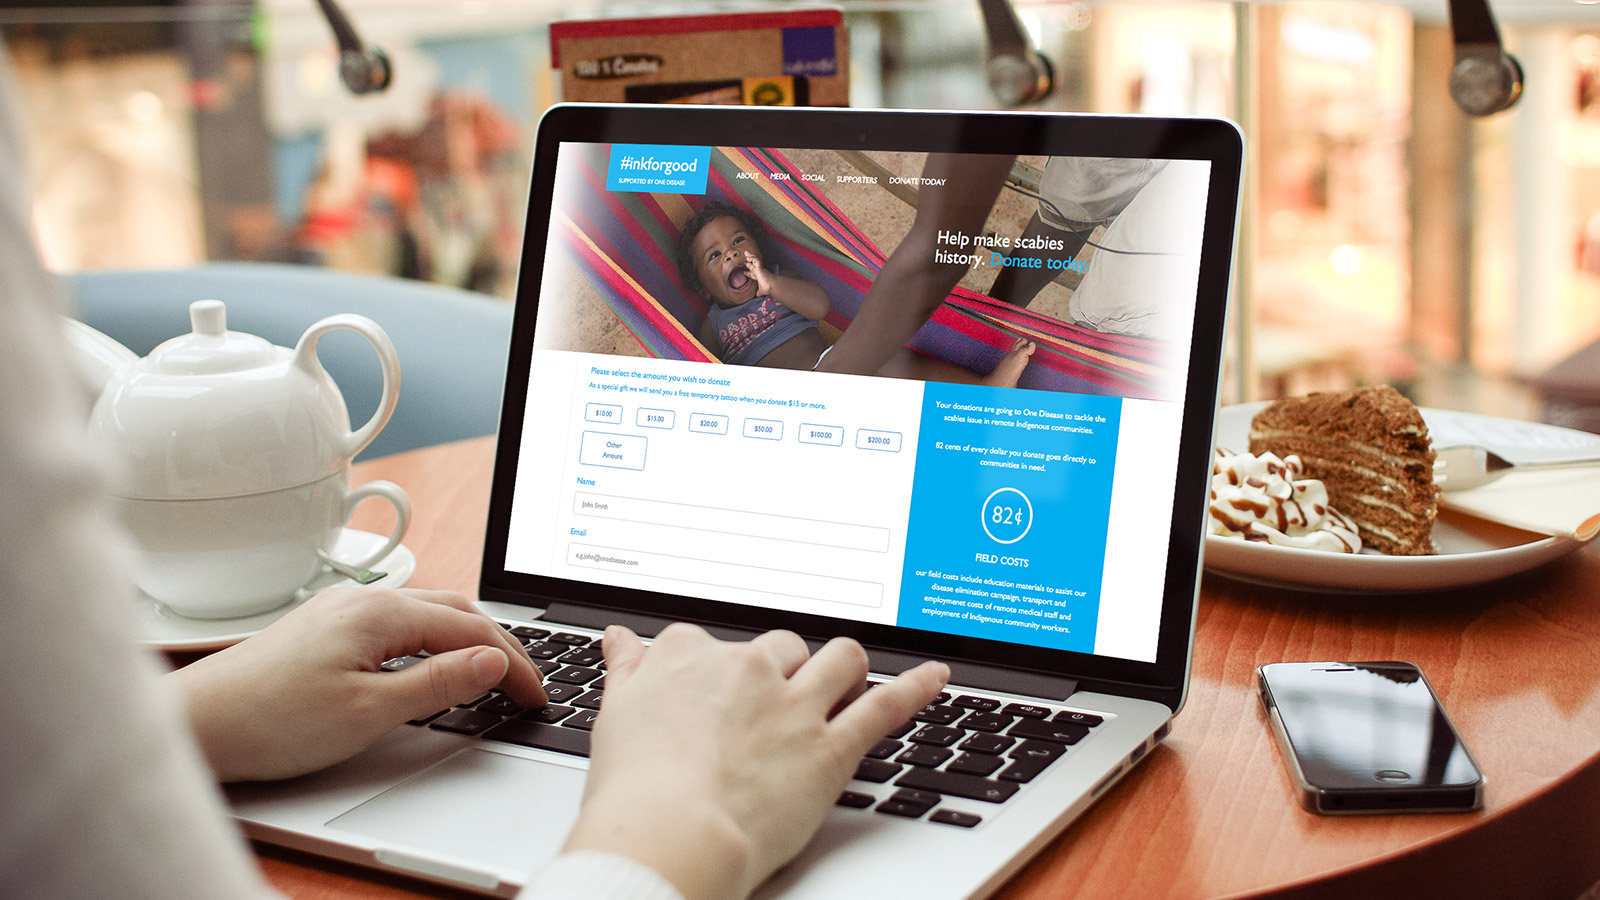 #inkforgood
SUPPORTED BY ONE DISEASE
ABOUT MEDIA SOCIAL SUPPORTERS DONATE TODAY
Help make scabies
history. Donate today.
DADDY'S
Please select the amount you wish to donate
As a special gift we will send you a free temporary tattoo when you donate $15 or more.
$10.00 $15.00 $20.00 $50.00 $100.00 $200.00
Other
Amount
Name
John Smith
Email
e.g.john@onedisease.com
Your donations are going to One Disease to tackle the
scabies issue in remote Indigenous communities.
82 cents of every dollar you donate goes directly to
communities in need.
82¢
FIELD COSTS
our field costs include education materials to assist our
disease elimination campaign, transport and
employmenet costs of remote medical staff and
employment of Indigenous community workers.